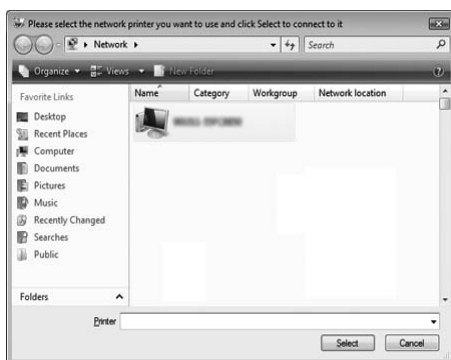 Please select the network printer you want to use and click Select to connect to it
Network
Search
Organize Views New Folder
Favorite Links
Desktop
Recent Places
Computer
Documents
Pictures
Music
Recently Changed
Searches
Public
Folders
Name Category Workgroup Network location
Printer
Select Cancel